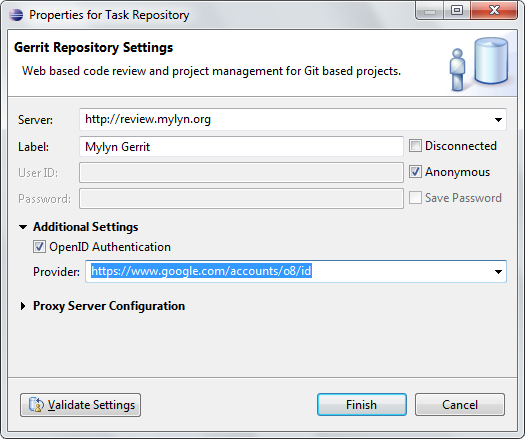 Properties for Task Repository
Gerrit Repository Settings
Web based code review and project management for Git based projects.
Server: http://review.mylyn.org
Label: Mylyn Gerrit Disconnected
User ID: Anonymous
Password: Save Password
Additional Settings
OpenID Authentication
Provider: https://www.google.com/accounts/o8/id
Proxy Server Configuration
Validate Settings Finish Cancel